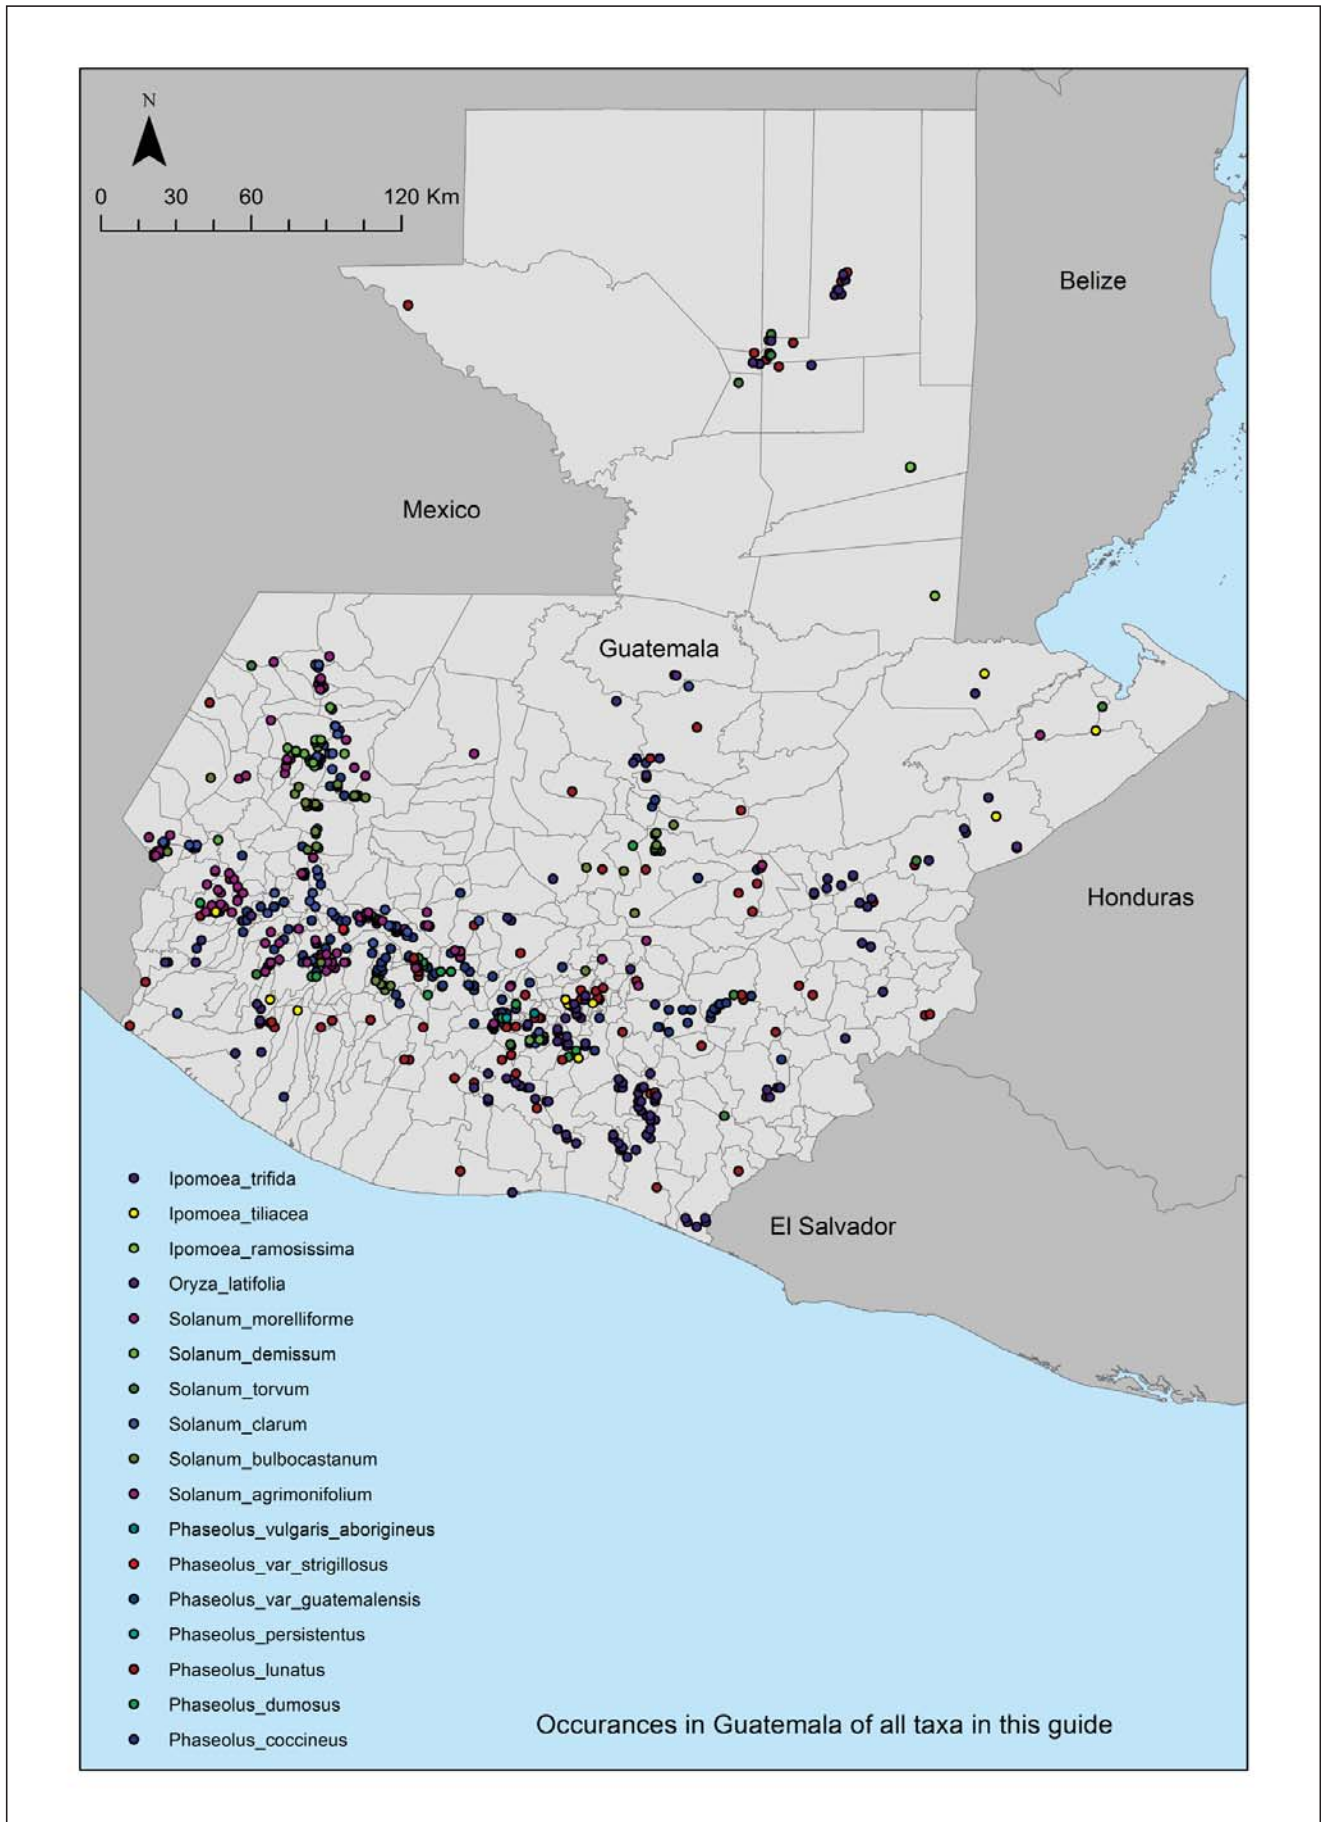 N
0 30 60 120 Km
Belize
Mexico
Guatemala
Honduras
El Salvador
Ipomoea_trifida
Ipomoea_tiliacea
Ipomoea_ramosissima
Oryza_latifolia
Solanum_morelliforme
Solanum_demissum
Solanum_torvum
Solanum_clarum
Solanum_bulbocastanum
Solanum_agrimonifolium
Phaseolus_vulgaris_aborigineus
Phaseolus_var_strigillosus
Phaseolus_var_guatemalensis
Phaseolus_persistentus
Phaseolus_lunatus
Phaseolus_dumosus
Phaseolus_coccineus
Occurances in Guatemala of all taxa in this guide